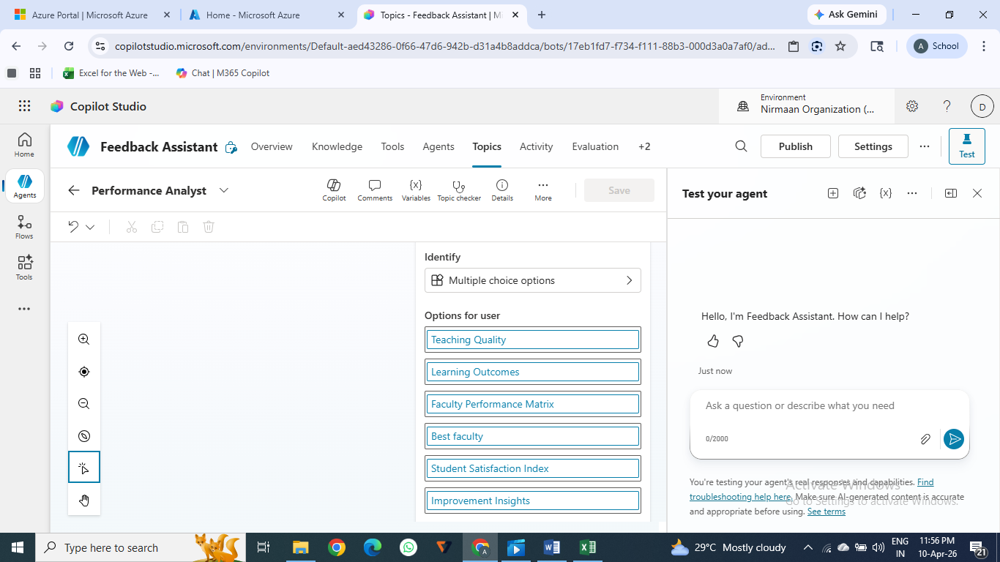 Azure Portal | Microsoft Azure
Home - Microsoft Azure
Topics - Feedback Assistant | Mi
Ask Gemini
copilotstudio.microsoft.com/environments/Default-aed43286-0f66-47d6-942b-d31a4b8addca/bots/17eb1fd7-f734-f111-88b3-000d3a0a7af0/ad...
A School
Excel for the Web -...
Chat | M365 Copilot
Copilot Studio
Environment
Nirmaan Organization (...
D
Home
Agents
Flows
Tools
Feedback Assistant
Overview
Knowledge
Tools
Agents
Topics
Activity
Evaluation
+2
Publish
Settings
Test
Performance Analyst
Copilot
Comments
Variables
Topic checker
Details
More
Save
Identify
Multiple choice options
Options for user
Teaching Quality
Learning Outcomes
Faculty Performance Matrix
Best faculty
Student Satisfaction Index
Improvement Insights
Test your agent
Hello, I'm Feedback Assistant. How can I help?
Just now
Ask a question or describe what you need
0/2000
You're testing your agent's real responses and capabilities. Find
troubleshooting help here. Make sure AI-generated content is accurate
and appropriate before using. See terms
Activate Windows
Go to Settings to activate Windows.
Type here to search
29°C Mostly cloudy
ENG
IN
11:56 PM
10-Apr-26
21